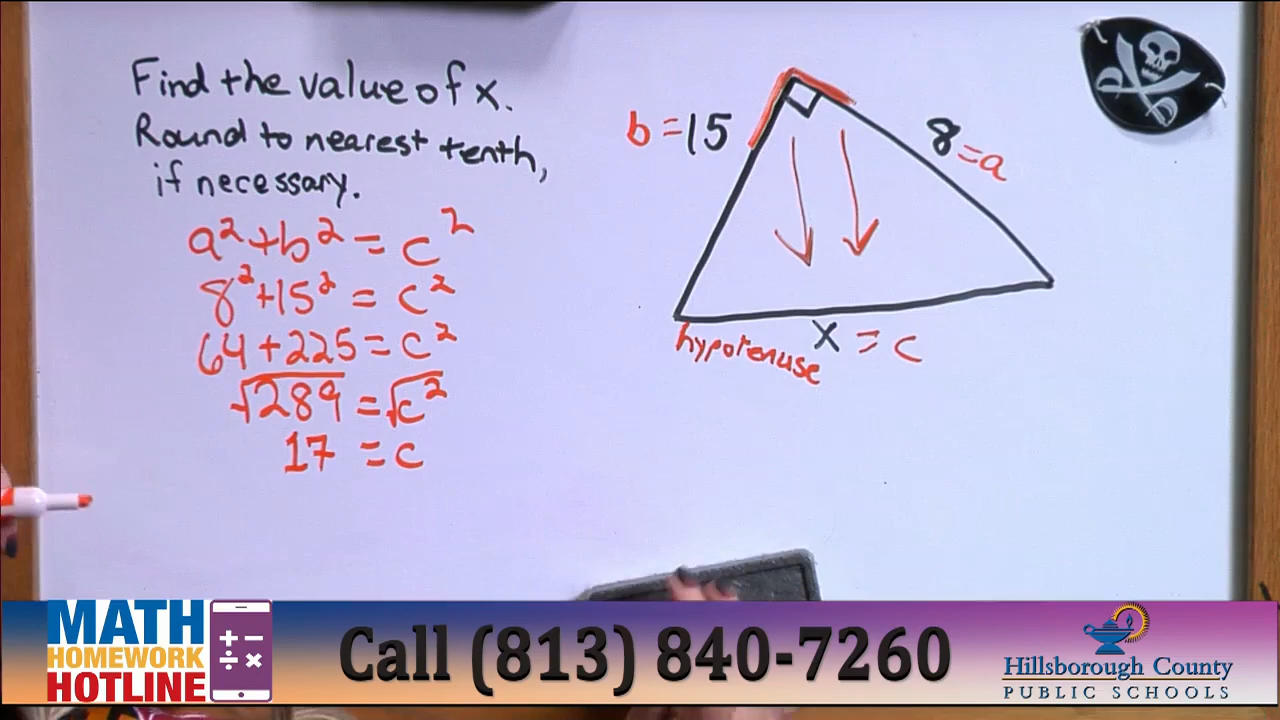 Find the value of x.
Round to nearest tenth,
if necessary.
a² + b² = c²
8² + 15² = c²
64 + 225 = c²
√289 = √c²
17 = c
b = 15
8 = a
x = c
hypotenuse
MATH
HOMEWORK
HOTLINE
+ −
÷ ×
Call (813) 840-7260
Hillsborough County
PUBLIC SCHOOLS